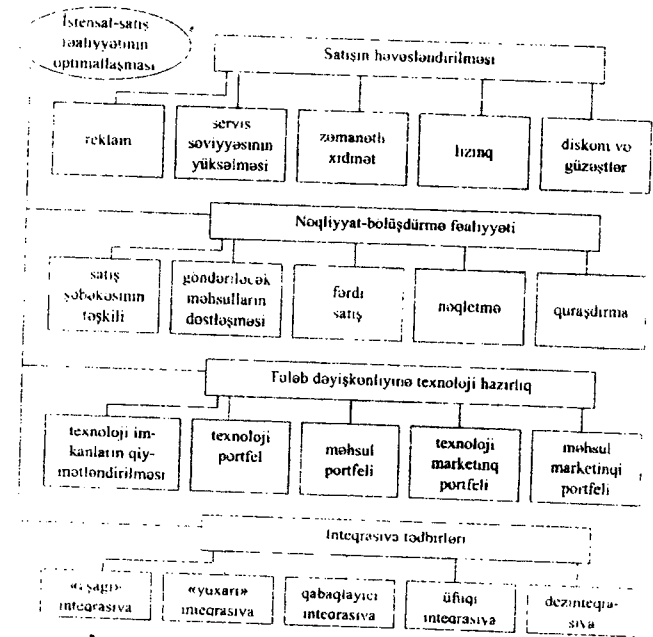 İstehsal-satış
fəaliyyətinin
optimallaşması
Satışın həvəsləndirilməsi
reklam
servis
səviyyəsinin
yüksəlməsi
zəmanətli
xidmət
lizinq
diskont və
güzəştlər
Nəqliyyat-bölüşdürmə fəaliyyəti
satış
şəbəkəsinin
təşkili
göndəriləcək
məhsulların
dəstləşməsi
fərdi
satış
nəqletmə
quraşdırma
Tələb dəyişkənliyinə texnoloji hazırlıq
texnoloji im-
kanların qiy-
mətləndirilməsi
texnoloji
portfel
məhsul
portfeli
texnoloji
marketinq
portfeli
məhsul
marketinqi
portfeli
İnteqrasiya tədbirləri
«aşağı»
inteqrasiya
«yuxarı»
inteqrasiya
qabaqlayıcı
inteqrasiya
üfüqi
inteqrasiya
dezinteqra-
siya